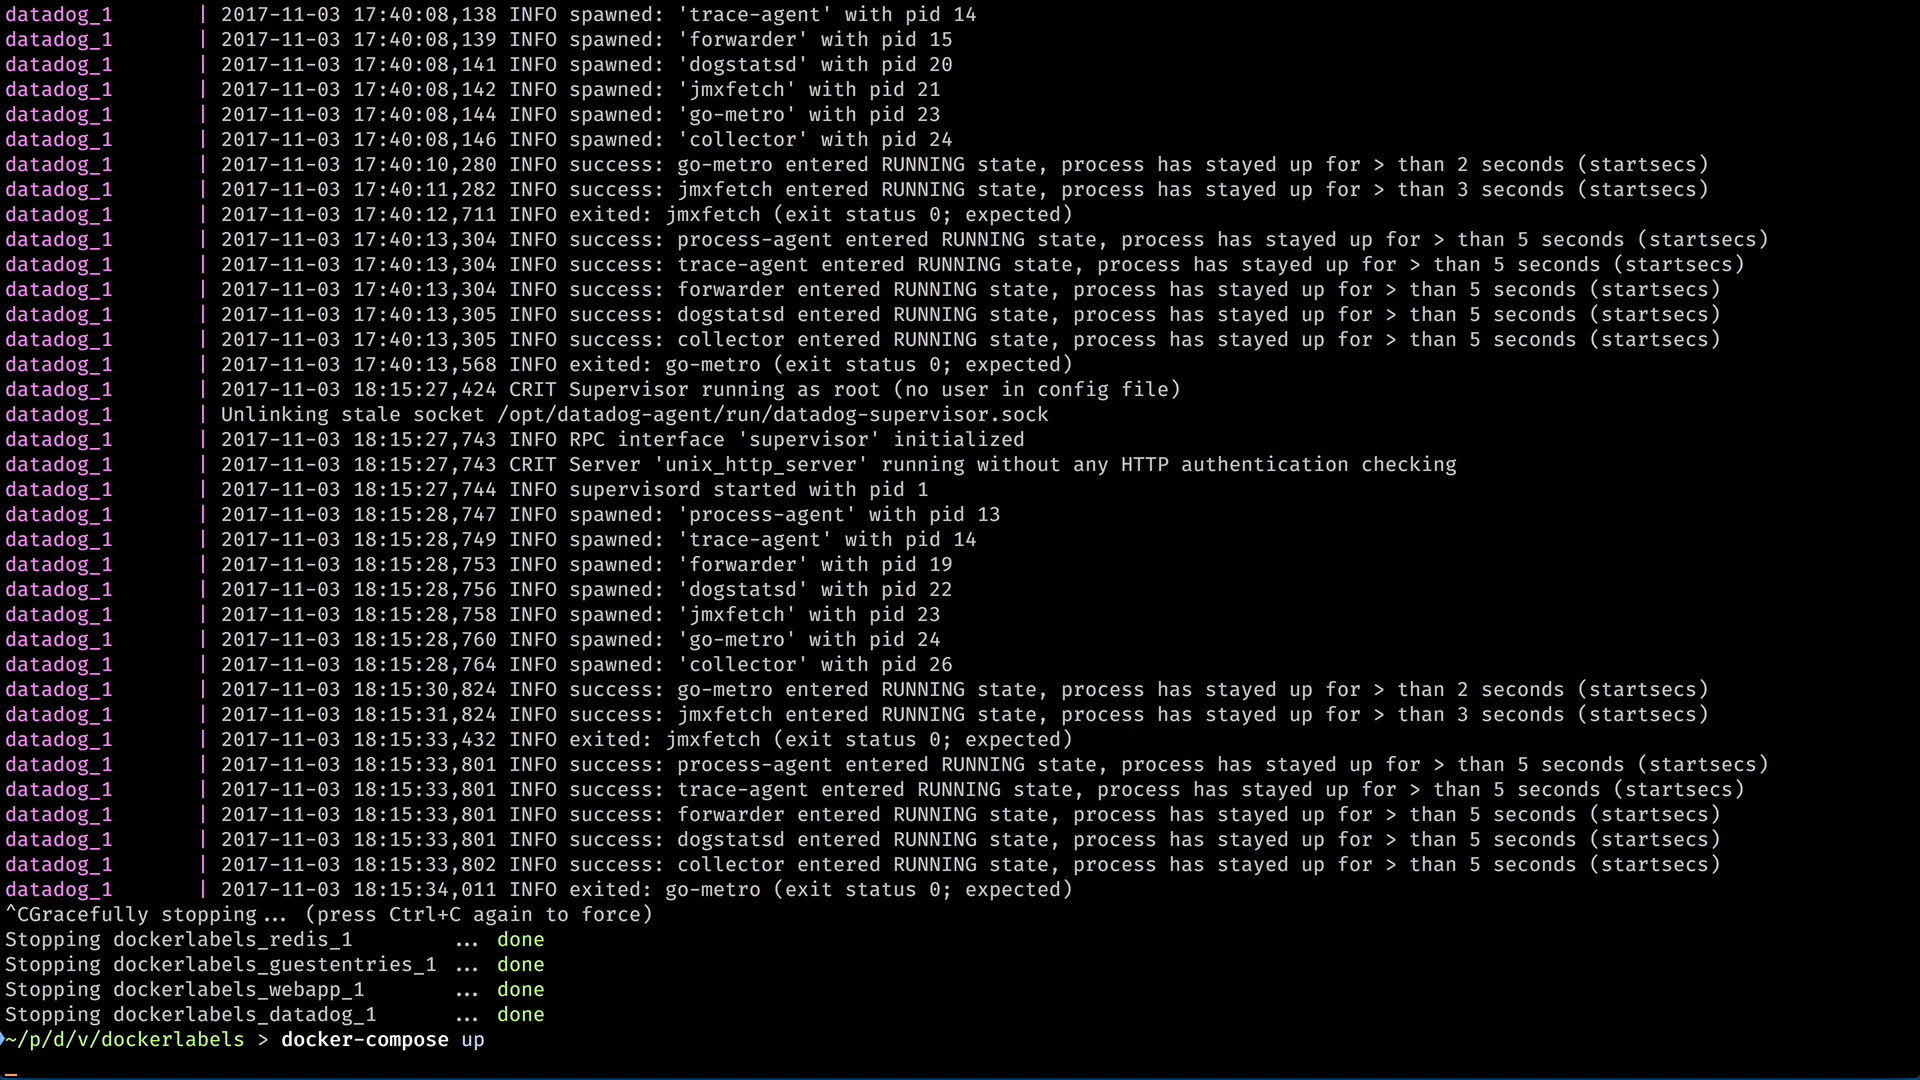 datadog_1 | 2017-11-03 17:40:08,138 INFO spawned: 'trace-agent' with pid 14
datadog_1 | 2017-11-03 17:40:08,139 INFO spawned: 'forwarder' with pid 15
datadog_1 | 2017-11-03 17:40:08,141 INFO spawned: 'dogstatsd' with pid 20
datadog_1 | 2017-11-03 17:40:08,142 INFO spawned: 'jmxfetch' with pid 21
datadog_1 | 2017-11-03 17:40:08,144 INFO spawned: 'go-metro' with pid 23
datadog_1 | 2017-11-03 17:40:08,146 INFO spawned: 'collector' with pid 24
datadog_1 | 2017-11-03 17:40:10,280 INFO success: go-metro entered RUNNING state, process has stayed up for > than 2 seconds (startsecs)
datadog_1 | 2017-11-03 17:40:11,282 INFO success: jmxfetch entered RUNNING state, process has stayed up for > than 3 seconds (startsecs)
datadog_1 | 2017-11-03 17:40:12,711 INFO exited: jmxfetch (exit status 0; expected)
datadog_1 | 2017-11-03 17:40:13,304 INFO success: process-agent entered RUNNING state, process has stayed up for > than 5 seconds (startsecs)
datadog_1 | 2017-11-03 17:40:13,304 INFO success: trace-agent entered RUNNING state, process has stayed up for > than 5 seconds (startsecs)
datadog_1 | 2017-11-03 17:40:13,304 INFO success: forwarder entered RUNNING state, process has stayed up for > than 5 seconds (startsecs)
datadog_1 | 2017-11-03 17:40:13,305 INFO success: dogstatsd entered RUNNING state, process has stayed up for > than 5 seconds (startsecs)
datadog_1 | 2017-11-03 17:40:13,305 INFO success: collector entered RUNNING state, process has stayed up for > than 5 seconds (startsecs)
datadog_1 | 2017-11-03 17:40:13,568 INFO exited: go-metro (exit status 0; expected)
datadog_1 | 2017-11-03 18:15:27,424 CRIT Supervisor running as root (no user in config file)
datadog_1 | Unlinking stale socket /opt/datadog-agent/run/datadog-supervisor.sock
datadog_1 | 2017-11-03 18:15:27,743 INFO RPC interface 'supervisor' initialized
datadog_1 | 2017-11-03 18:15:27,743 CRIT Server 'unix_http_server' running without any HTTP authentication checking
datadog_1 | 2017-11-03 18:15:27,744 INFO supervisord started with pid 1
datadog_1 | 2017-11-03 18:15:28,747 INFO spawned: 'process-agent' with pid 13
datadog_1 | 2017-11-03 18:15:28,749 INFO spawned: 'trace-agent' with pid 14
datadog_1 | 2017-11-03 18:15:28,753 INFO spawned: 'forwarder' with pid 19
datadog_1 | 2017-11-03 18:15:28,756 INFO spawned: 'dogstatsd' with pid 22
datadog_1 | 2017-11-03 18:15:28,758 INFO spawned: 'jmxfetch' with pid 23
datadog_1 | 2017-11-03 18:15:28,760 INFO spawned: 'go-metro' with pid 24
datadog_1 | 2017-11-03 18:15:28,764 INFO spawned: 'collector' with pid 26
datadog_1 | 2017-11-03 18:15:30,824 INFO success: go-metro entered RUNNING state, process has stayed up for > than 2 seconds (startsecs)
datadog_1 | 2017-11-03 18:15:31,824 INFO success: jmxfetch entered RUNNING state, process has stayed up for > than 3 seconds (startsecs)
datadog_1 | 2017-11-03 18:15:33,432 INFO exited: jmxfetch (exit status 0; expected)
datadog_1 | 2017-11-03 18:15:33,801 INFO success: process-agent entered RUNNING state, process has stayed up for > than 5 seconds (startsecs)
datadog_1 | 2017-11-03 18:15:33,801 INFO success: trace-agent entered RUNNING state, process has stayed up for > than 5 seconds (startsecs)
datadog_1 | 2017-11-03 18:15:33,801 INFO success: forwarder entered RUNNING state, process has stayed up for > than 5 seconds (startsecs)
datadog_1 | 2017-11-03 18:15:33,801 INFO success: dogstatsd entered RUNNING state, process has stayed up for > than 5 seconds (startsecs)
datadog_1 | 2017-11-03 18:15:33,802 INFO success: collector entered RUNNING state, process has stayed up for > than 5 seconds (startsecs)
datadog_1 | 2017-11-03 18:15:34,011 INFO exited: go-metro (exit status 0; expected)
^CGracefully stopping... (press Ctrl+C again to force)
Stopping dockerlabels_redis_1 ... done
Stopping dockerlabels_guestentries_1 ... done
Stopping dockerlabels_webapp_1 ... done
Stopping dockerlabels_datadog_1 ... done
~/p/d/v/dockerlabels > docker-compose up